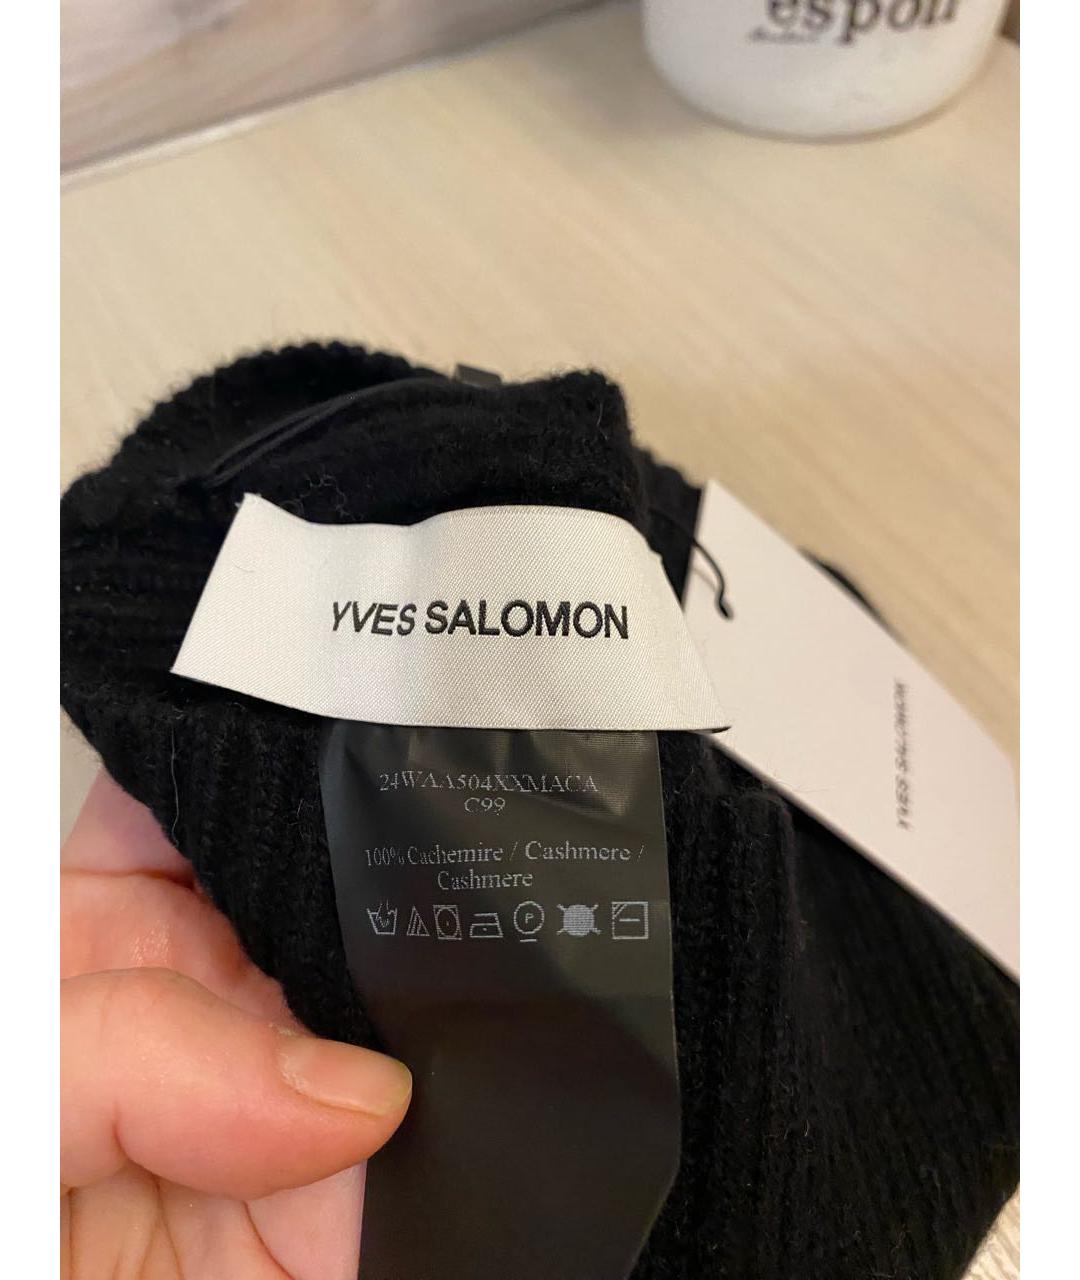 espoir
YVES SALOMON
YVES SALOMON
24WAA504XXMACA
C99
100% Cachemire / Cashmere /
Cashmere
P